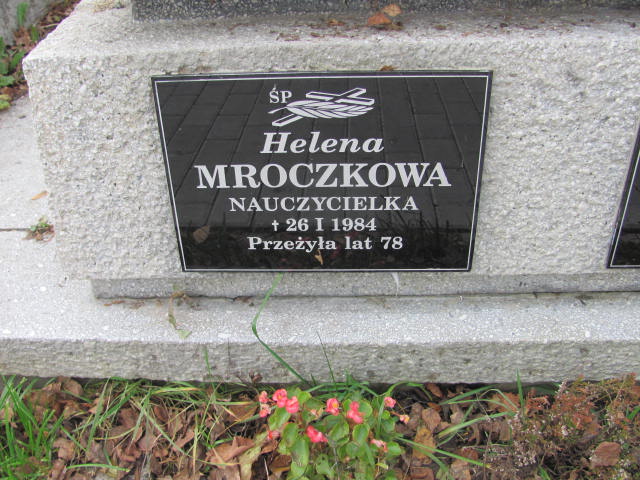 ŚP
Helena
MROCZKOWA
NAUCZYCIELKA
† 26 I 1984
Przeżyła lat 78